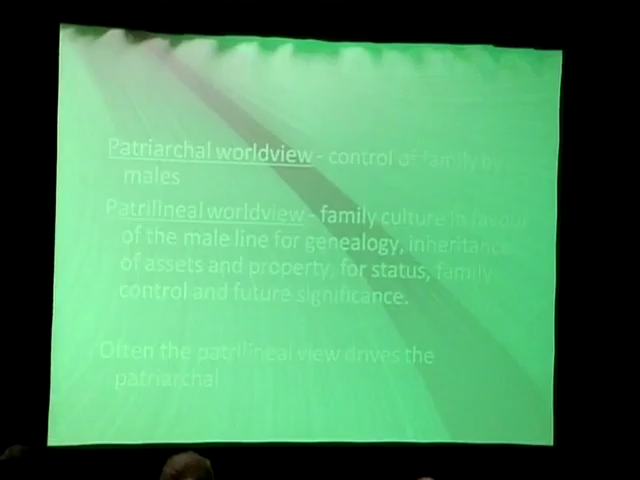 Patriarchal worldview - control of family by
males
Patrilineal worldview - family culture in favour
of the male line for genealogy, inheritance
of assets and property, for status, family
control and future significance.
Often the patrilineal view drives the
patriarchal